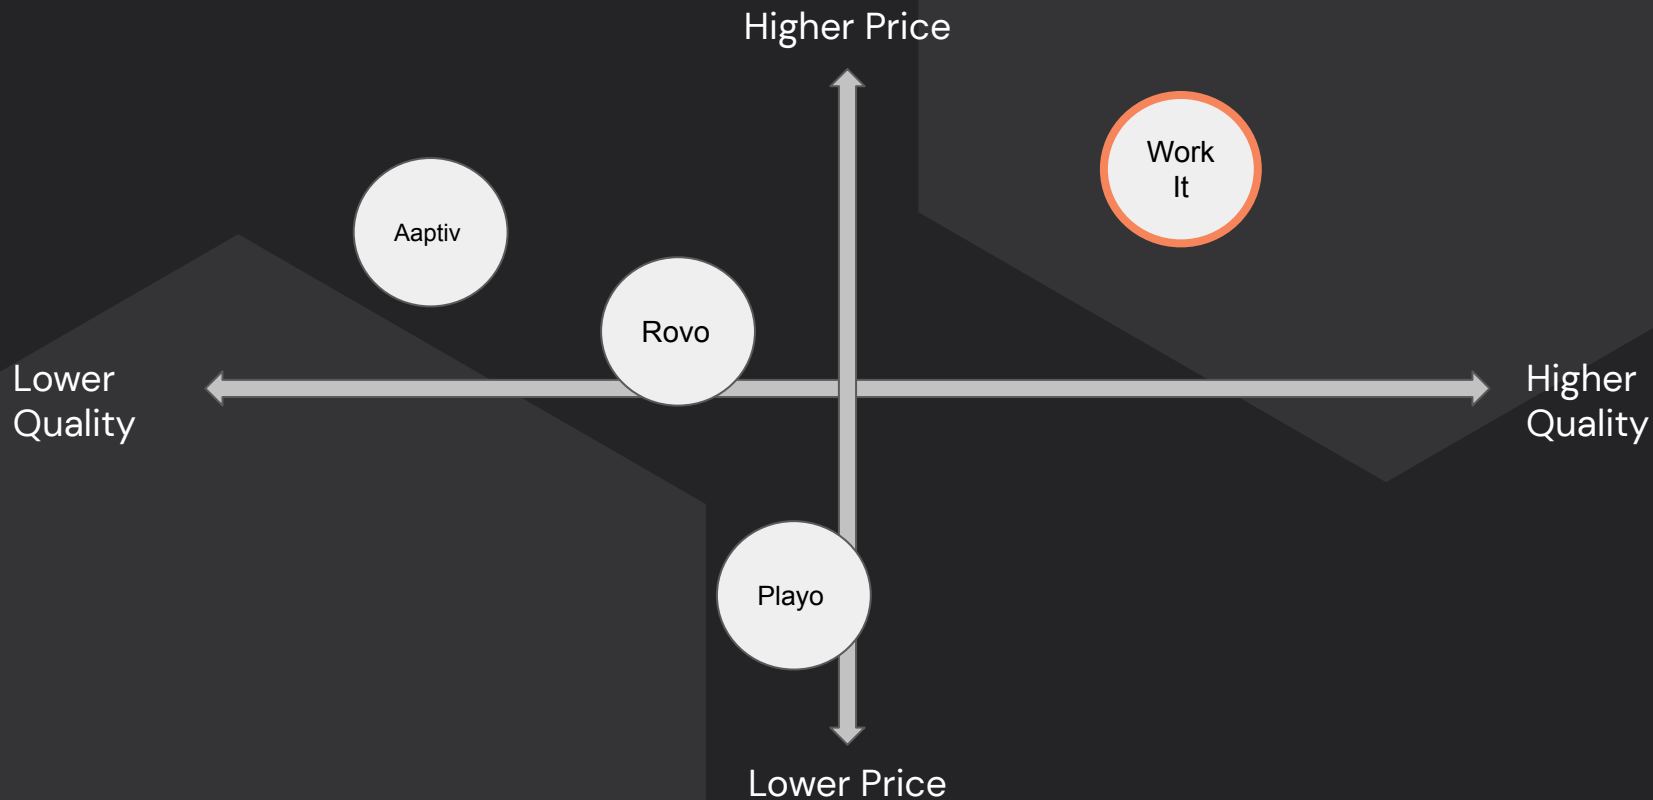 Higher Price
Work
It
Aaptiv
Rovo
Lower
Quality
Higher
Quality
Playo
Lower Price